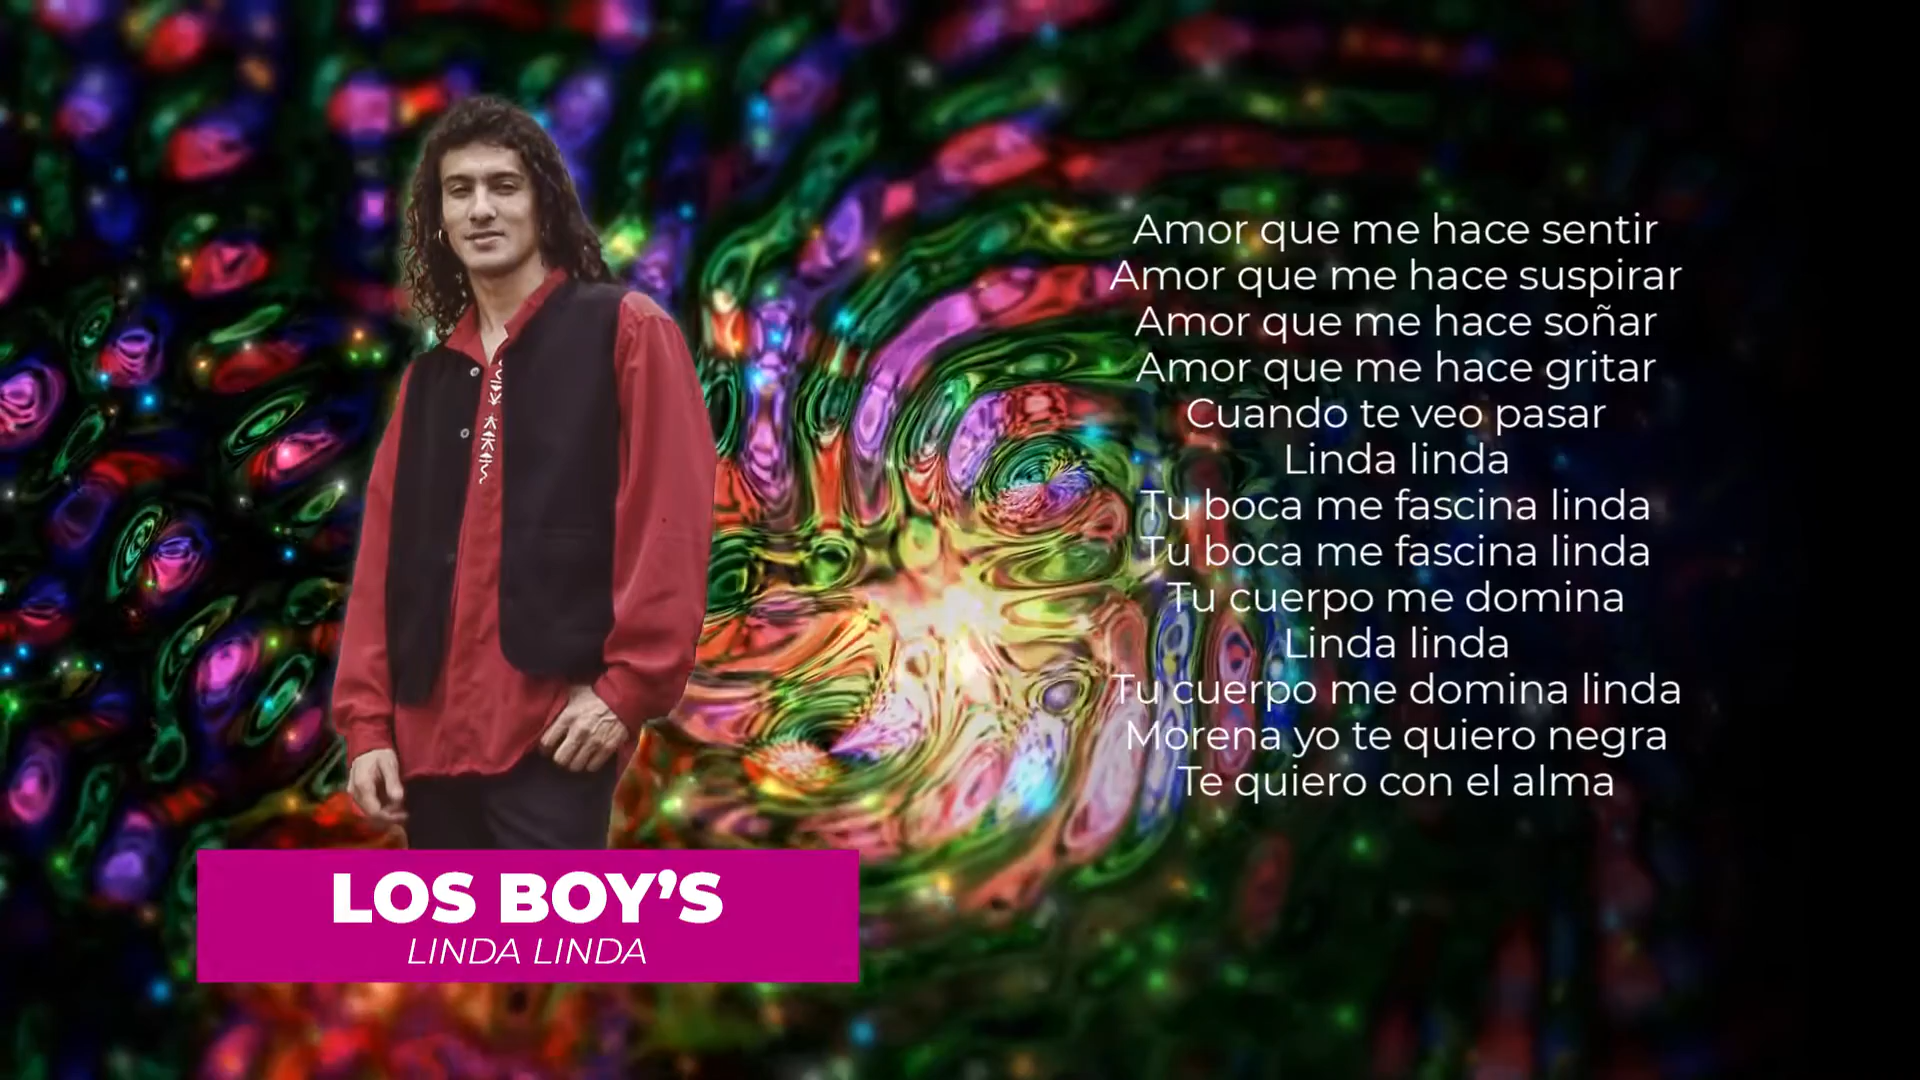 Amor que me hace sentir
Amor que me hace suspirar
Amor que me hace soñar
Amor que me hace gritar
Cuando te veo pasar
Linda linda
Tu boca me fascina linda
Tu boca me fascina linda
Tu cuerpo me domina
Linda linda
Tu cuerpo me domina linda
Morena yo te quiero negra
Te quiero con el alma
LOS BOY’S
LINDA LINDA